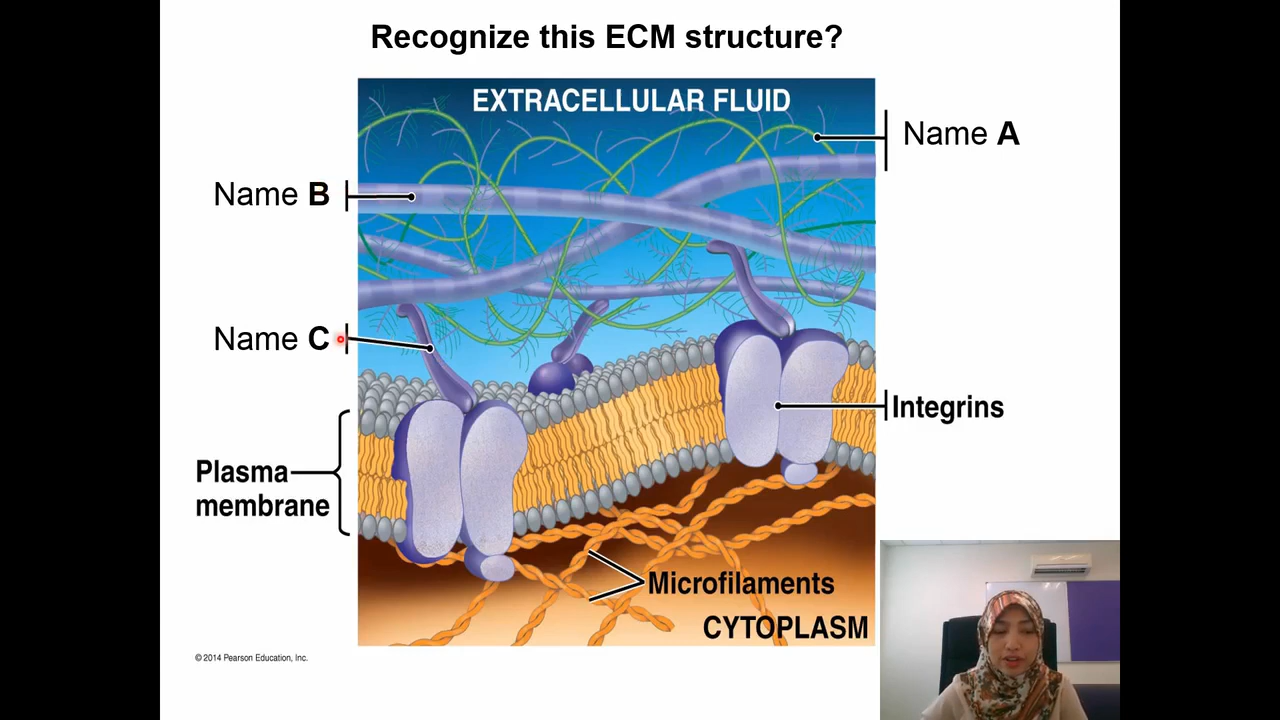 Recognize this ECM structure?
EXTRACELLULAR FLUID
Name A
Name B
Name C
Integrins
Plasma
membrane
Microfilaments
CYTOPLASM
© 2014 Pearson Education, Inc.